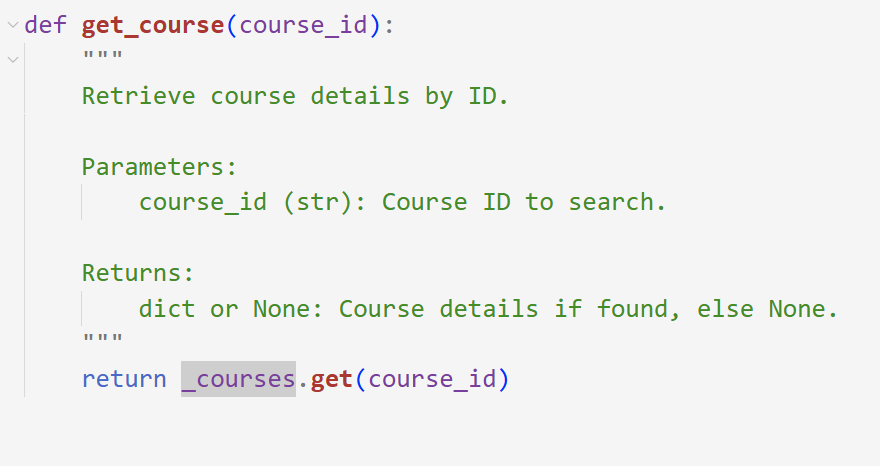 def get_course(course_id):
"""
Retrieve course details by ID.
Parameters:
course_id (str): Course ID to search.
Returns:
dict or None: Course details if found, else None.
"""
return _courses.get(course_id)